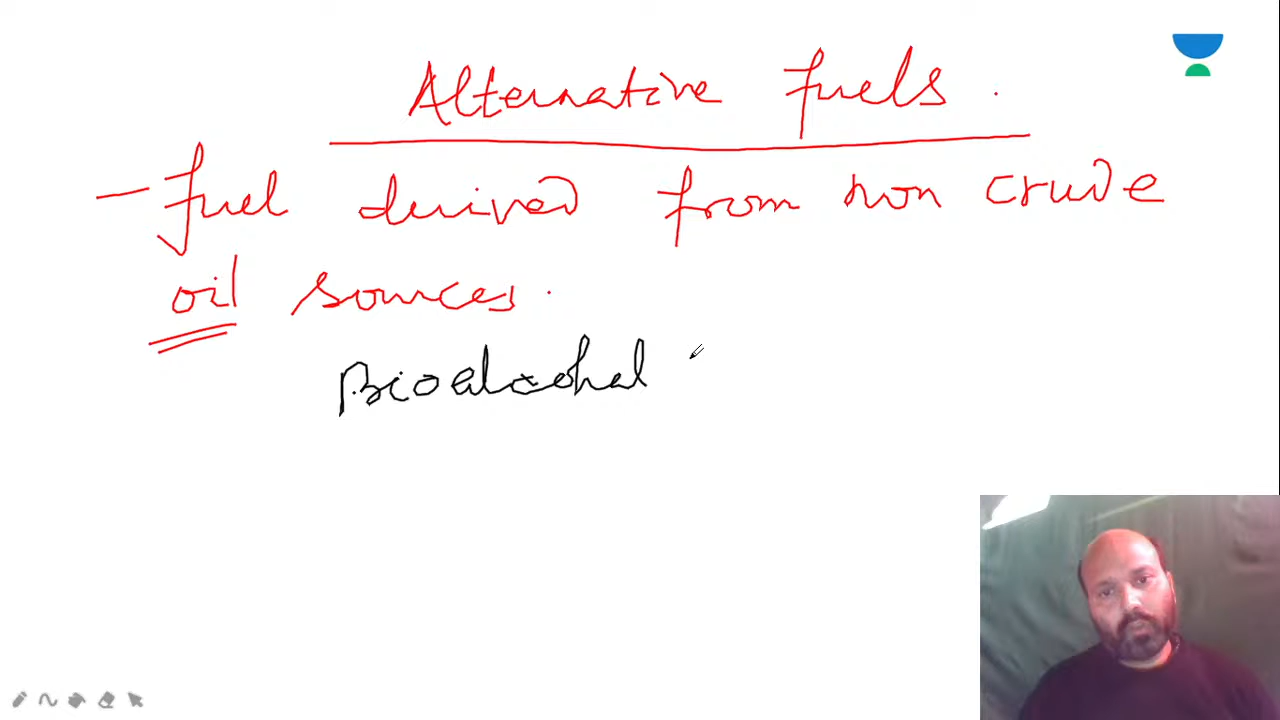 Alternative fuels.
- fuel derived from non crude
oil sources.
Bioalcohal